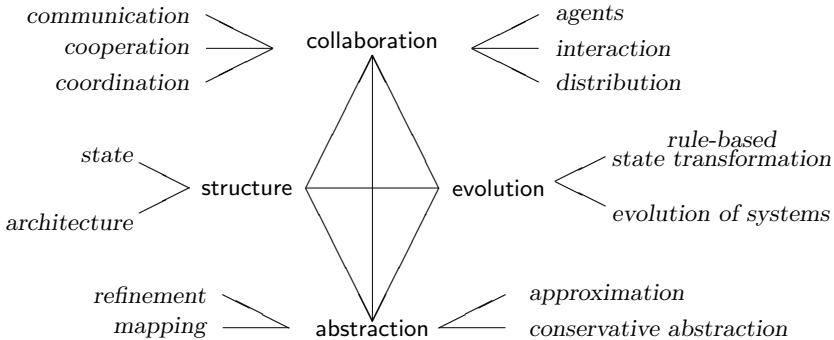 communication
cooperation
coordination
collaboration
agents
interaction
distribution
state
architecture
structure
evolution
rule-based
state transformation
evolution of systems
refinement
mapping
abstraction
approximation
conservative abstraction